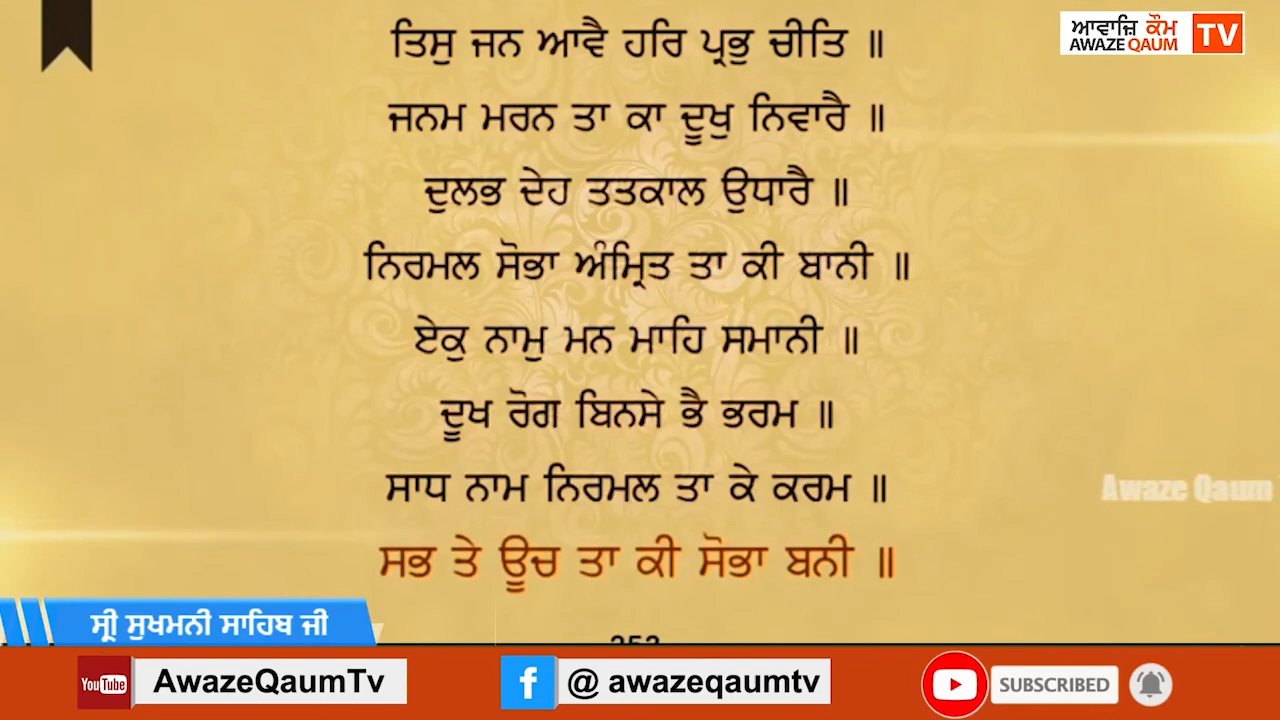 ਤਿਸੁ ਜਨ ਆਵੈ ਹਰਿ ਪ੍ਰਭੁ ਚੀਤਿ ॥
ਆਵਾਜ਼ਿ ਕੌਮ
AWAZE QAUM
TV
ਜਨਮ ਮਰਨ ਤਾ ਕਾ ਦੂਖੁ ਨਿਵਾਰੈ ॥
ਦੁਲਭ ਦੇਹ ਤਤਕਾਲ ਉਧਾਰੈ ॥
ਨਿਰਮਲ ਸੋਭਾ ਅੰਮ੍ਰਿਤ ਤਾ ਕੀ ਬਾਨੀ ॥
ਏਕੁ ਨਾਮੁ ਮਨ ਮਾਹਿ ਸਮਾਨੀ ॥
ਦੂਖ ਰੋਗ ਬਿਨਸੇ ਭੈ ਭਰਮ ॥
ਸਾਧ ਨਾਮ ਨਿਰਮਲ ਤਾ ਕੇ ਕਰਮ ॥
Awaze Qaum
ਸਭ ਤੇ ਊਚ ਤਾ ਕੀ ਸੋਭਾ ਬਨੀ ॥
ਸ੍ਰੀ ਸੁਖਮਨੀ ਸਾਹਿਬ ਜੀ
YouTube AwazeQaumTv
f @ awazeqaumtv
SUBSCRIBED